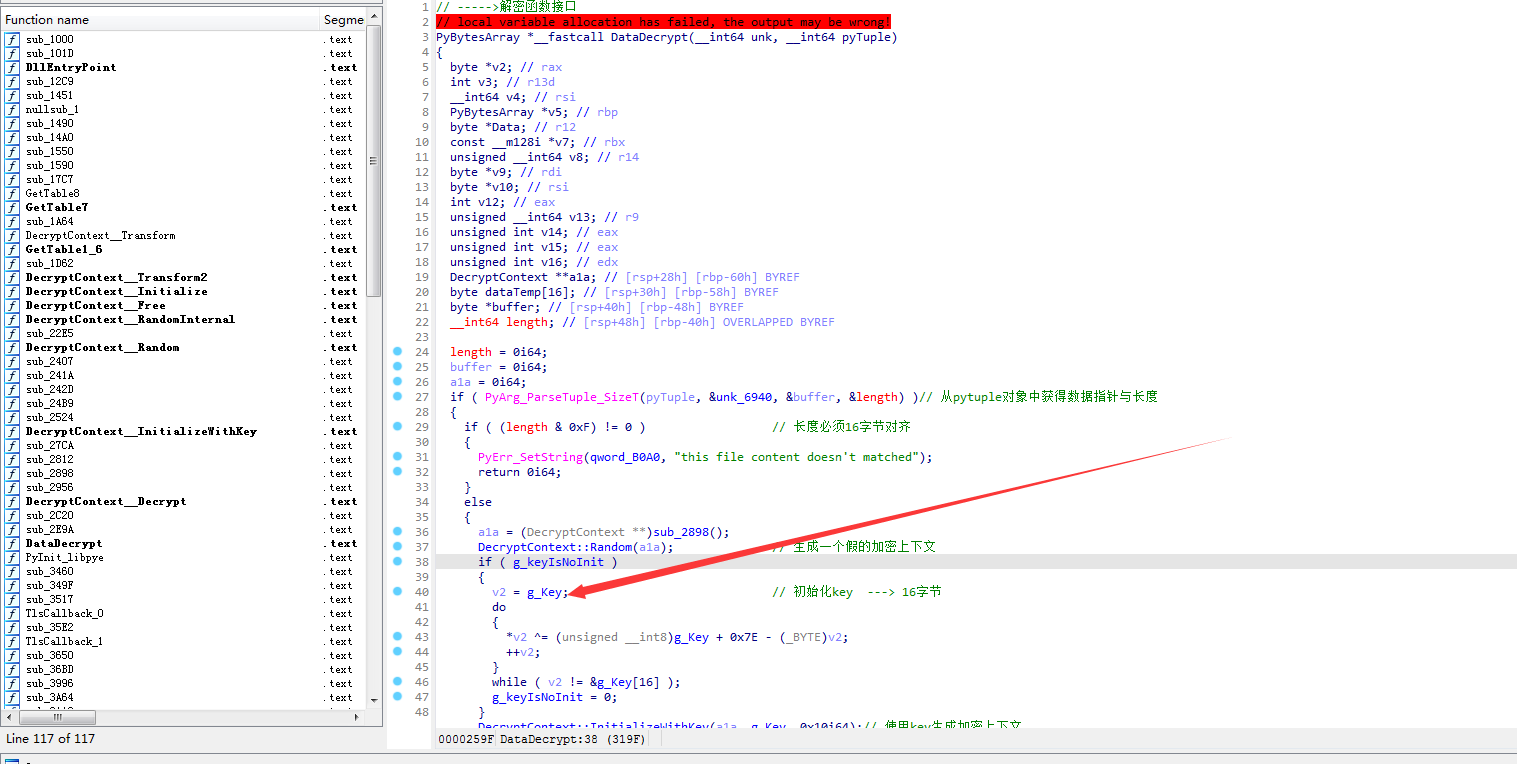 Function name Segme
sub_1000 .text
sub_101D .text
DllEntryPoint .text
sub_12C9 .text
sub_1451 .text
nullsub_1 .text
sub_1490 .text
sub_14A0 .text
sub_1550 .text
sub_1590 .text
sub_17C7 .text
GetTable8 .text
GetTable7 .text
sub_1A64 .text
DecryptContext__Transform .text
GetTable1_6 .text
sub_1D62 .text
DecryptContext__Transform2 .text
DecryptContext__Initialize .text
DecryptContext__Free .text
DecryptContext__RandomInternal .text
sub_22E5 .text
DecryptContext__Random .text
sub_2407 .text
sub_241A .text
sub_242D .text
sub_24B9 .text
sub_2524 .text
DecryptContext__InitializeWithKey .text
sub_27CA .text
sub_2812 .text
sub_2898 .text
sub_2956 .text
DecryptContext__Decrypt .text
sub_2C20 .text
sub_2E9A .text
DataDecrypt .text
PyInit_libpye .text
sub_3460 .text
sub_349F .text
sub_3517 .text
TlsCallback_0 .text
sub_35E2 .text
TlsCallback_1 .text
sub_3650 .text
sub_36BD .text
sub_3996 .text
sub_3A64 .text
Line 117 of 117
1 // ----->解密函数接口
2 // local variable allocation has failed, the output may be wrong!
3 PyBytesArray *__fastcall DataDecrypt(__int64 unk, __int64 pyTuple)
4 {
5 byte *v2; // rax
6 int v3; // r13d
7 __int64 v4; // rsi
8 PyBytesArray *v5; // rbp
9 byte *Data; // r12
10 const __m128i *v7; // rbx
11 unsigned __int64 v8; // r14
12 byte *v9; // rdi
13 byte *v10; // rsi
14 int v12; // eax
15 unsigned __int64 v13; // r9
16 unsigned int v14; // eax
17 unsigned int v15; // eax
18 unsigned int v16; // edx
19 DecryptContext **a1a; // [rsp+28h] [rbp-60h] BYREF
20 byte dataTemp[16]; // [rsp+30h] [rbp-58h] BYREF
21 byte *buffer; // [rsp+40h] [rbp-48h] BYREF
22 __int64 length; // [rsp+48h] [rbp-40h] OVERLAPPED BYREF
23
24 length = 0i64;
25 buffer = 0i64;
26 a1a = 0i64;
27 if ( PyArg_ParseTuple_SizeT(pyTuple, &unk_6940, &buffer, &length) )// 从pytuple对象中获得数据指针与长度
28 {
29 if ( (length & 0xF) != 0 ) // 长度必须16字节对齐
30 {
31 PyErr_SetString(qword_B0A0, "this file content doesn't matched");
32 return 0i64;
33 }
34 else
35 {
36 a1a = (DecryptContext **)sub_2898();
37 DecryptContext::Random(a1a); // 生成一个假的加密上下文
38 if ( g_keyIsNoInit )
39 {
40 v2 = g_Key; // 初始化key ---> 16字节
41 do
42 {
43 *v2 ^= (unsigned __int8)g_Key + 0x7E - (_BYTE)v2;
44 ++v2;
45 }
46 while ( v2 != &g_Key[16] );
47 g_keyIsNoInit = 0;
48 }
DecryptContext::InitializeWithKey(a1a, g_Key, 0x10i64);// 使用key生成加密上下文
0000259F DataDecrypt:38 (319F)